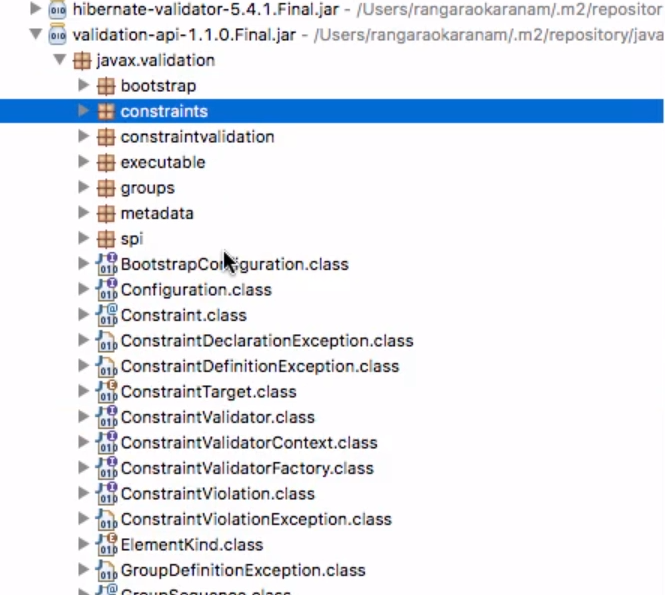 hibernate-validator-5.4.1.Final.jar - /Users/rangaraokaranam/.m2/repositor
validation-api-1.1.0.Final.jar - /Users/rangaraokaranam/.m2/repository/java
javax.validation
bootstrap
constraints
constraintvalidation
executable
groups
metadata
spi
BootstrapConfiguration.class
Configuration.class
Constraint.class
ConstraintDeclarationException.class
ConstraintDefinitionException.class
ConstraintTarget.class
ConstraintValidator.class
ConstraintValidatorContext.class
ConstraintValidatorFactory.class
ConstraintViolation.class
ConstraintViolationException.class
ElementKind.class
GroupDefinitionException.class
GroupSequence.class